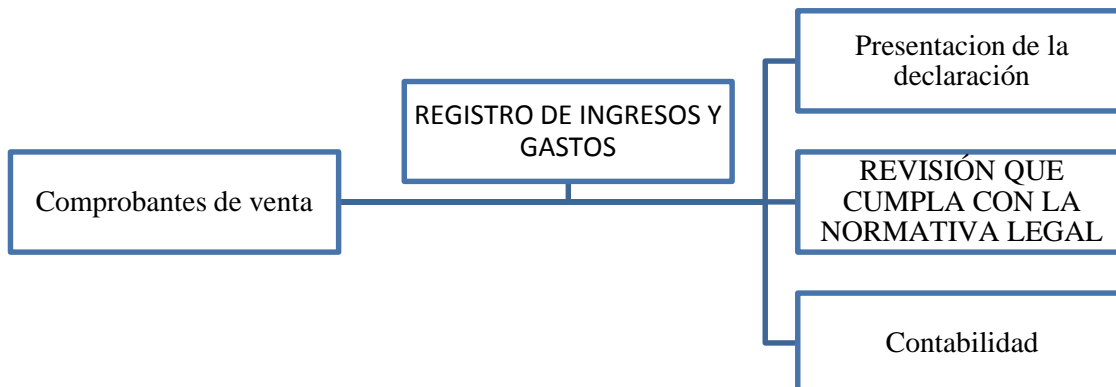 Comprobantes de venta
REGISTRO DE INGRESOS Y
GASTOS
Presentacion de la
declaración
REVISIÓN QUE
CUMPLA CON LA
NORMATIVA LEGAL
Contabilidad